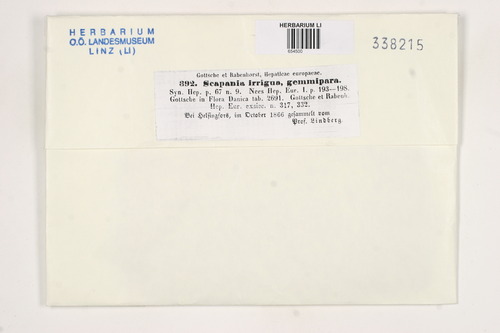 HERBARIUM
O.Ö. LANDESMUSEUM
LINZ (LI)
HERBARIUM LI
338215
Gottsche et Rabenhorst, Hepaticae europaeae.
392. Scapania irrigua, gemmipara.
Syn. Hep. p. 67 n. 9. Nees Hep. Eur. I. p. 193—198.
Gottsche in Flora Danica tab. 2691. Gottsche et Rabenh.
Hep. Eur. exsicc. n. 317, 332.
Bei Helsingfors, im October 1866 gesammelt vom
Prof. Lindberg.